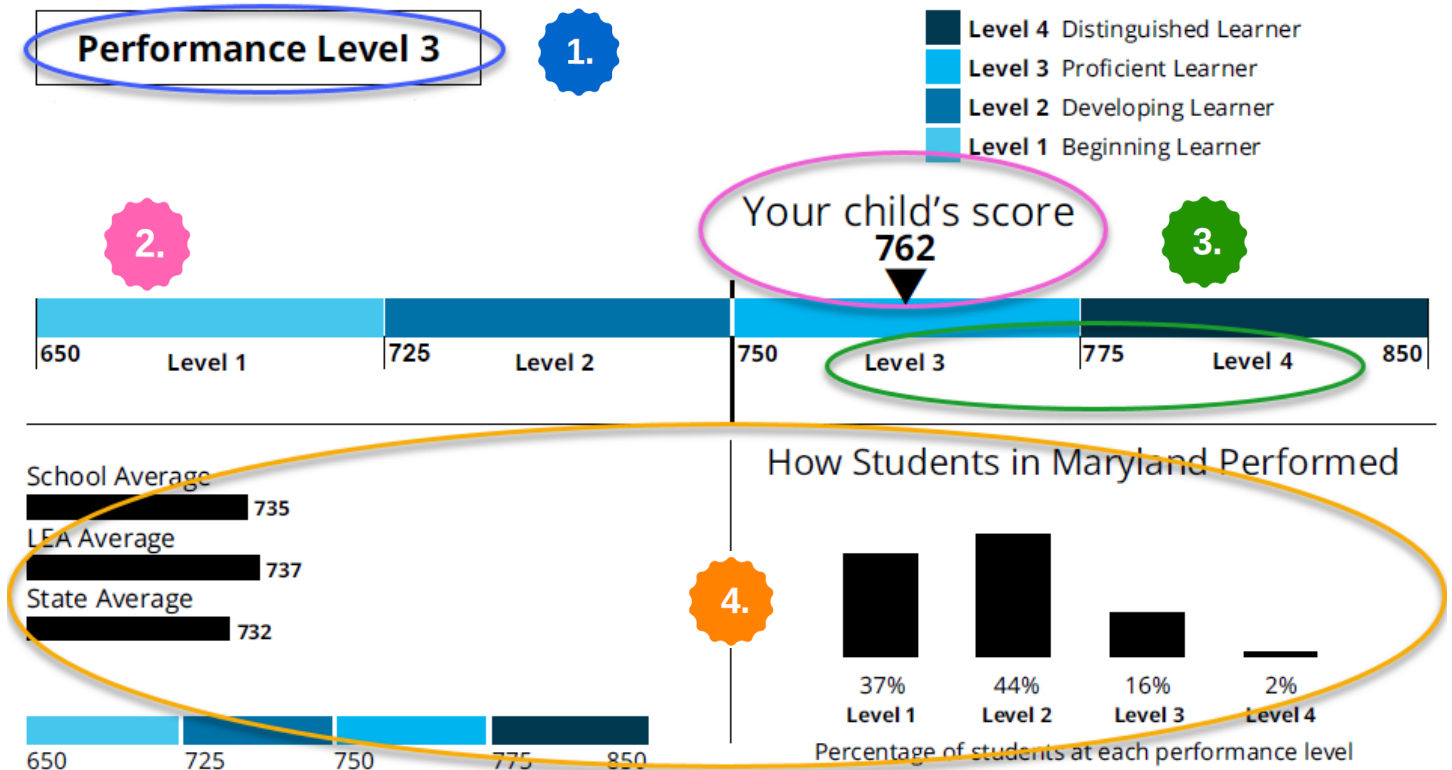 Performance Level 3
1.
Level 4 Distinguished Learner
Level 3 Proficient Learner
Level 2 Developing Learner
Level 1 Beginning Learner
2.
Your child's score
762
3.
650 Level 1 725 Level 2 750 Level 3 775 Level 4 850
School Average
735
LEA Average
737
State Average
732
650 725 750 775 850
4.
How Students in Maryland Performed
37% 44% 16% 2%
Level 1 Level 2 Level 3 Level 4
Percentage of students at each performance level